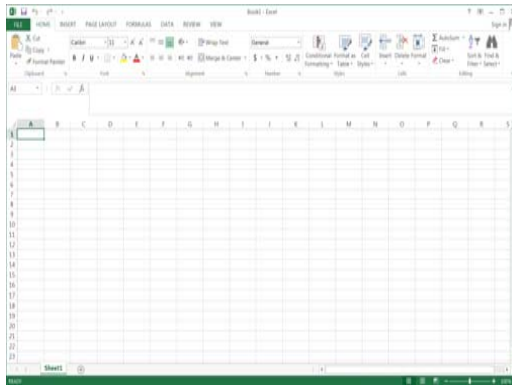 Book1 - Excel
FILE HOME INSERT PAGE LAYOUT FORMULAS DATA REVIEW VIEW Sign in
Paste
Cut
Copy
Format Painter
Calibri 11
B I U
Wrap Text
Merge & Center
General
$ %
Conditional Formatting
Format as Table
Cell Styles
Insert Delete Format
AutoSum
Fill
Clear
Sort & Filter
Find & Select
Clipboard Font Alignment Number Styles Cells Editing
A1
A B C D E F G H I J K L M N O P Q R S
1
2
3
4
5
6
7
8
9
10
11
12
13
14
15
16
17
18
19
20
21
22
23
Sheet1
READY